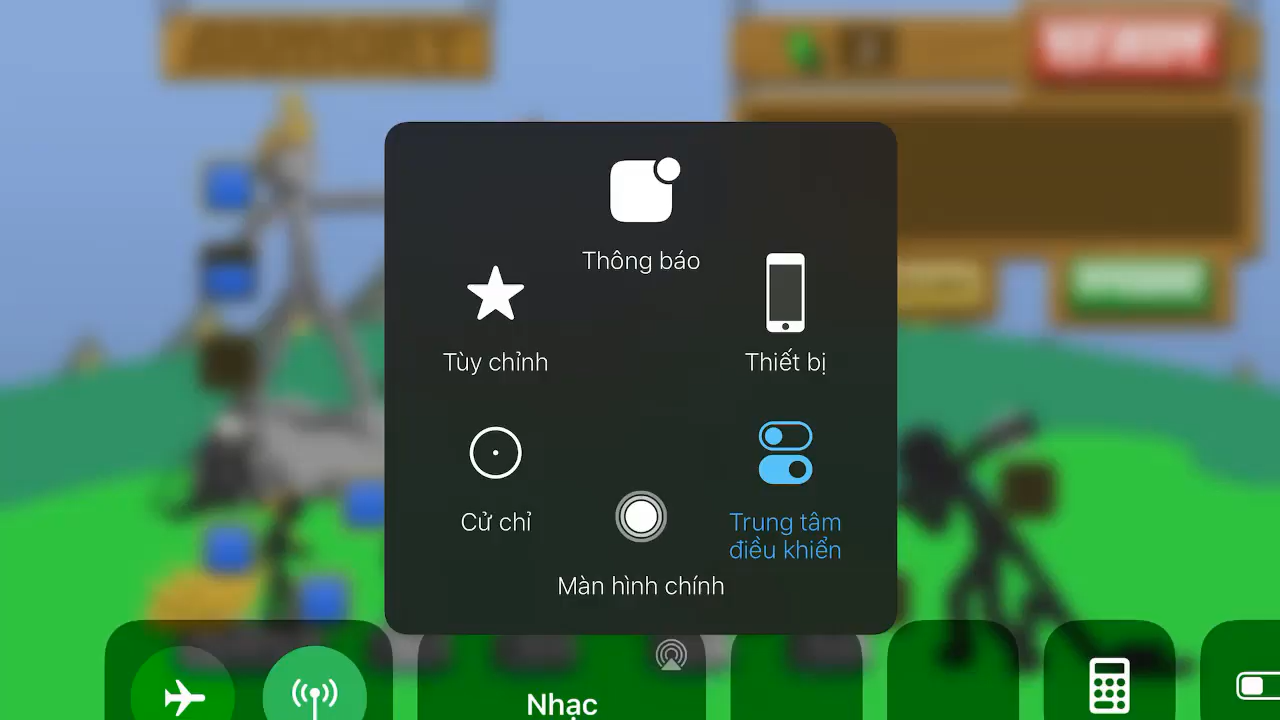 Thông báo
Tùy chỉnh
Thiết bị
Cử chỉ
Trung tâm
điều khiển
Màn hình chính
Nhạc